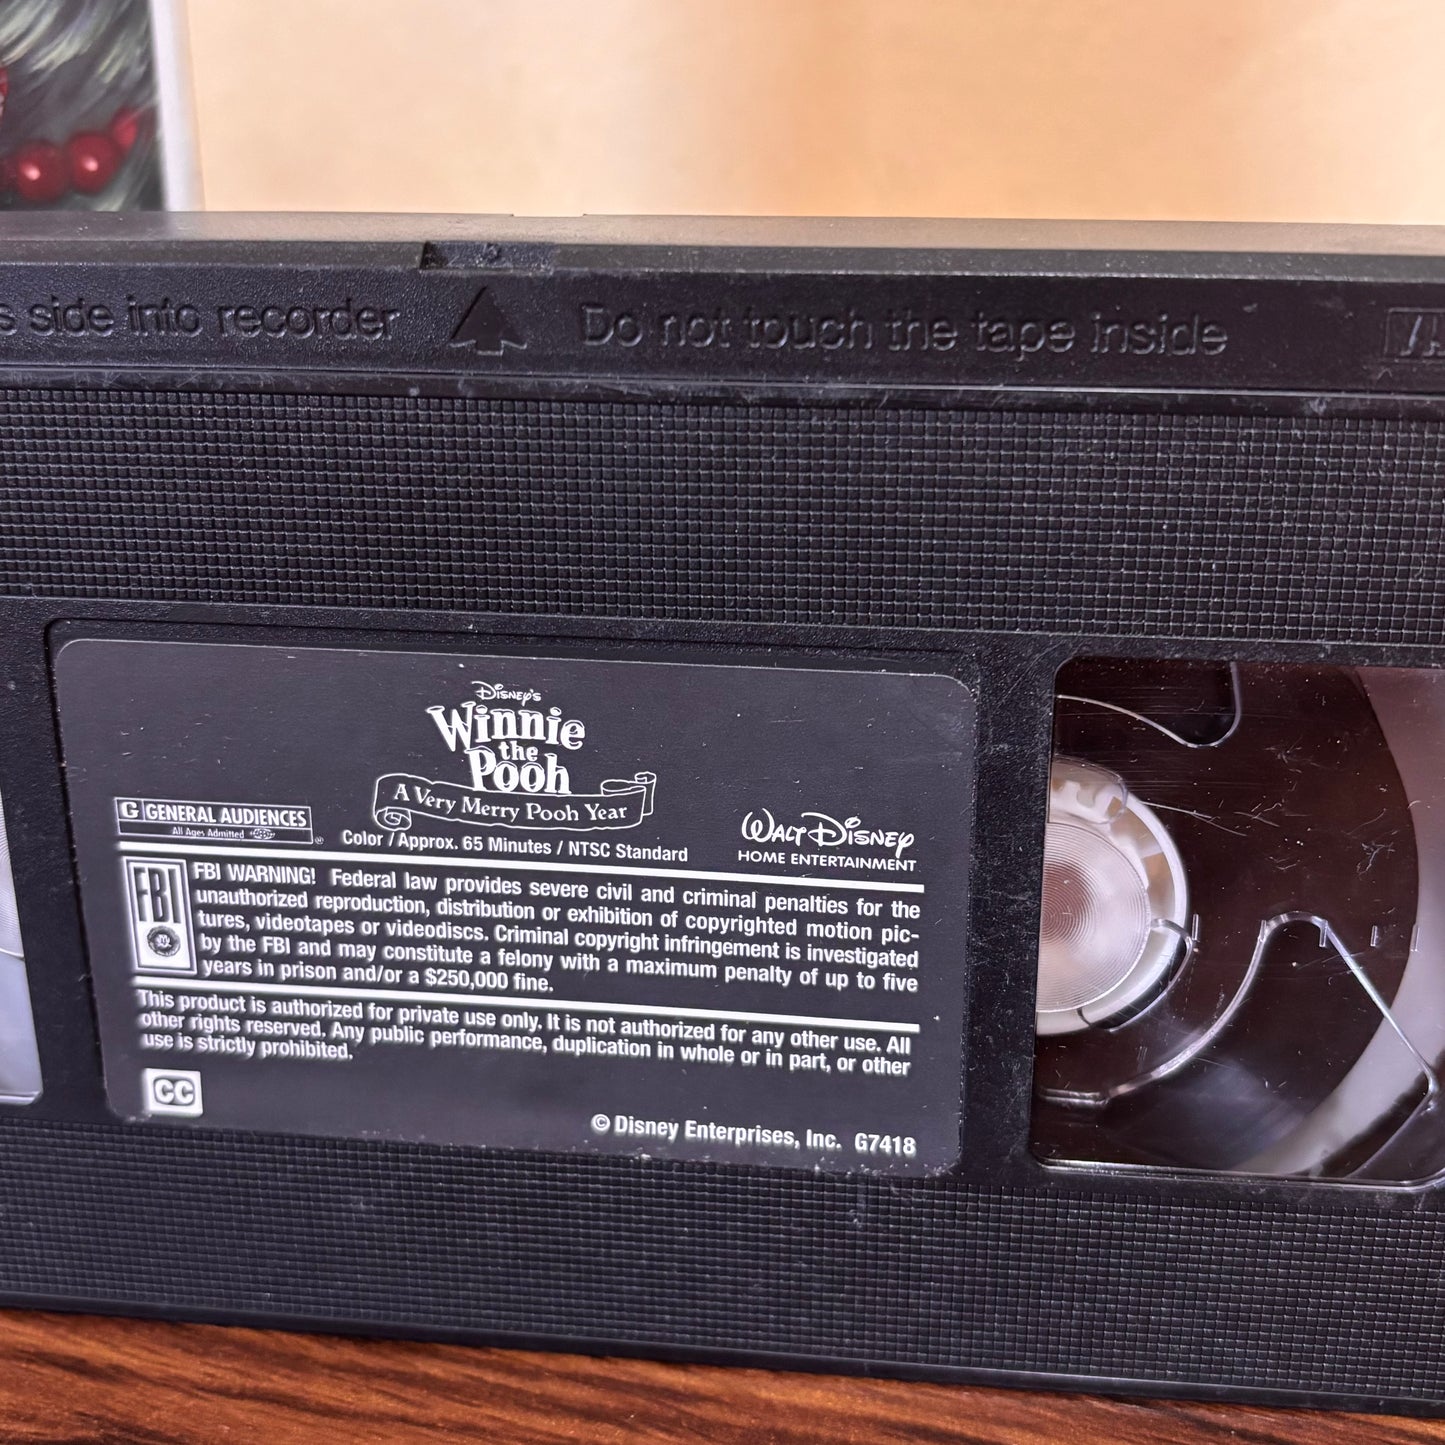 s side into recorder Do not touch the tape inside
Disney's
Winnie
the
Pooh
A Very Merry Pooh Year
G GENERAL AUDIENCES
All Ages Admitted
Color / Approx. 65 Minutes / NTSC Standard
Walt Disney
HOME ENTERTAINMENT
FBI
FBI WARNING! Federal law provides severe civil and criminal penalties for the
unauthorized reproduction, distribution or exhibition of copyrighted motion pic-
tures, videotapes or videodiscs. Criminal copyright infringement is investigated
by the FBI and may constitute a felony with a maximum penalty of up to five
years in prison and/or a $250,000 fine.
This product is authorized for private use only. It is not authorized for any other use. All
other rights reserved. Any public performance, duplication in whole or in part, or other
use is strictly prohibited.
CC
© Disney Enterprises, Inc. G7418